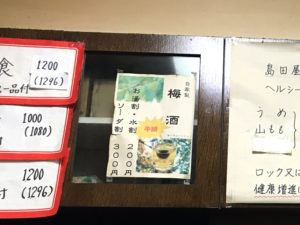 食
1200
(1296)
品付
1000
(1080)
1200
(1296)
付
自家製
梅酒
お湯割・水割 200円
ソーダ割 300円
島田屋
ヘルシー
うめ
山もも
ロック又は
健康増進に